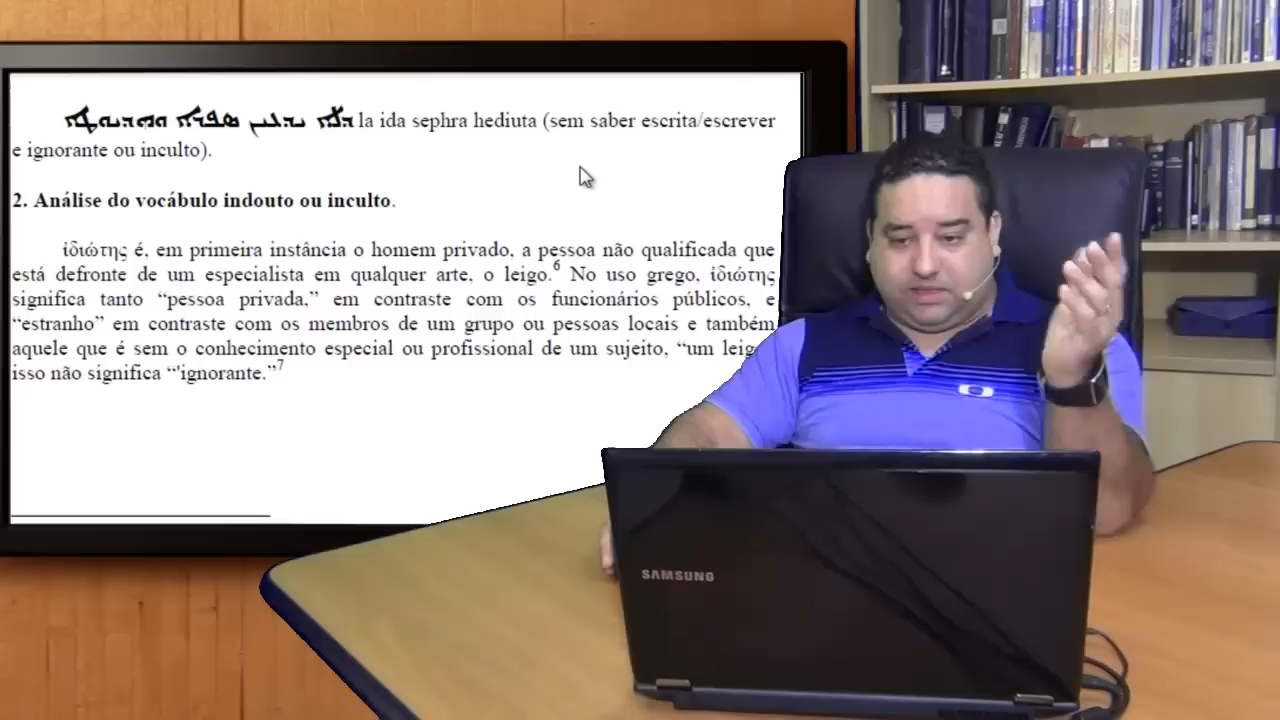 ܕܠܐ ܝܕܥܝܢ ܣܦܪܐ ܘܗܕܝܘܛܐ la ida sephra hediuta (sem saber escrita/escrever
e ignorante ou inculto).
2. Análise do vocábulo indouto ou inculto.
ἰδιώτης é, em primeira instância o homem privado, a pessoa não qualificada que
está defronte de um especialista em qualquer arte, o leigo.6 No uso grego, ἰδιώτης
significa tanto “pessoa privada,” em contraste com os funcionários públicos, e
“estranho” em contraste com os membros de um grupo ou pessoas locais e também
aquele que é sem o conhecimento especial ou profissional de um sujeito, “um leig
isso não significa “'ignorante.”7
SAMSUNG